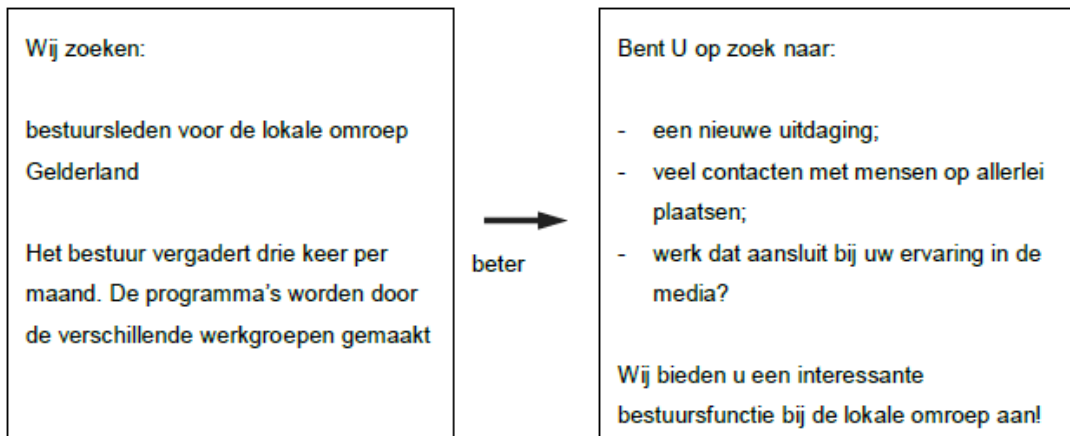 Wij zoeken:
bestuursleden voor de lokale omroep
Gelderland
Het bestuur vergadert drie keer per
maand. De programma's worden door
de verschillende werkgroepen gemaakt
beter
Bent U op zoek naar:
- een nieuwe uitdaging;
- veel contacten met mensen op allerlei
plaatsen;
- werk dat aansluit bij uw ervaring in de
media?
Wij bieden u een interessante
bestuursfunctie bij de lokale omroep aan!